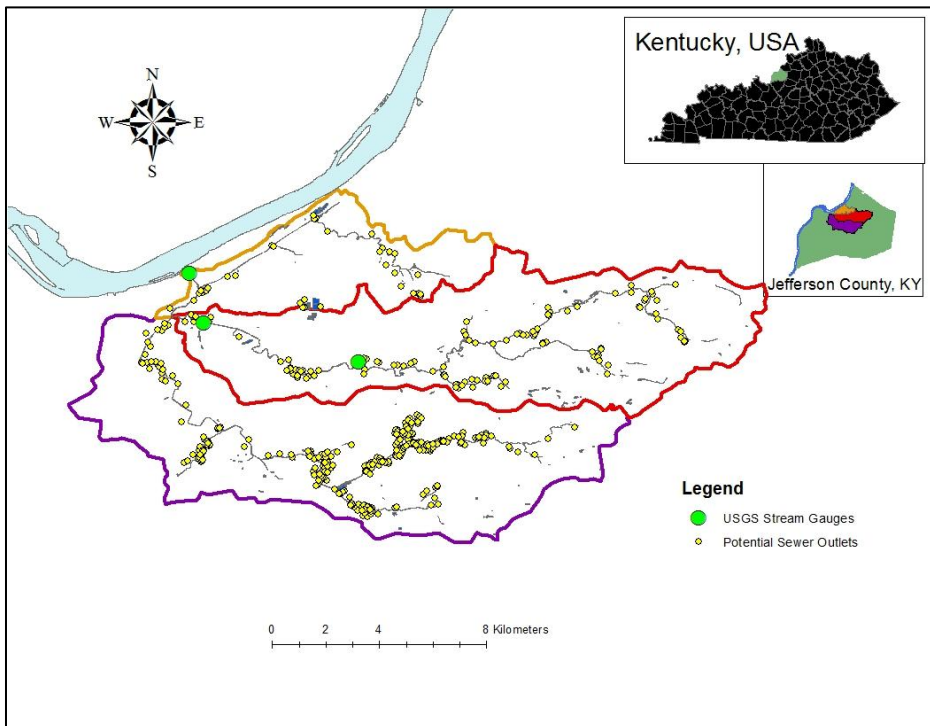 Kentucky, USA
N
W
E
S
Jefferson County, KY
Legend
USGS Stream Gauges
Potential Sewer Outlets
0 2 4 8 Kilometers